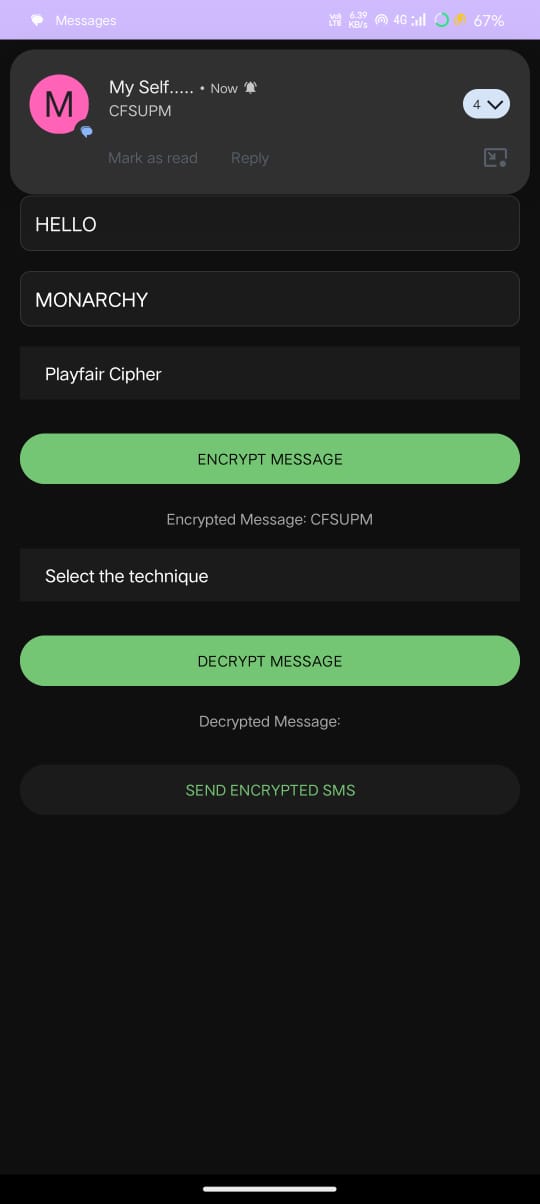 Messages
Vo)) LTE 6.39 KB/s 4G 67%
My Self..... • Now
CFSUPM
4
Mark as read Reply
HELLO
MONARCHY
Playfair Cipher
ENCRYPT MESSAGE
Encrypted Message: CFSUPM
Select the technique
DECRYPT MESSAGE
Decrypted Message:
SEND ENCRYPTED SMS